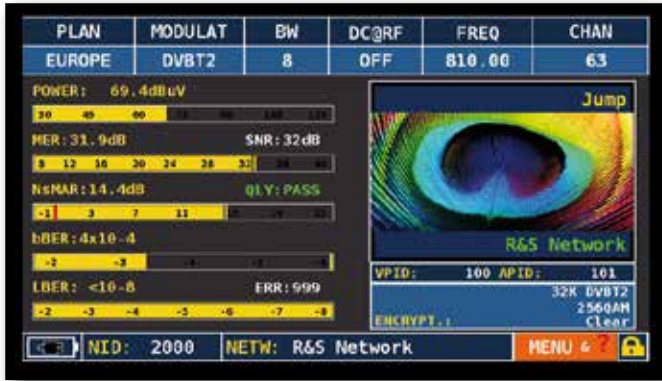 PLAN MODULAT BW DC@RF FREQ CHAN
EUROPE DVBT2 8 OFF 810.00 63
POWER: 69.4dBuV
30 45 60
MER:31.9dB SNR:32dB
8 12 16 20 24 28 32
NsMAR:14.4dB QLY:PASS
-1 3 7 11
bBER:4x10-4
-2 -3
LBER: <10-8 ERR:999
-2 -3 -4 -5 -6 -7 -8
Jump
R&S Network
VPID: 100 APID: 101
32K DVBT2
256QAM
ENCRYPT.: Clear
NID: 2000 NETW: R&S Network MENU & ?